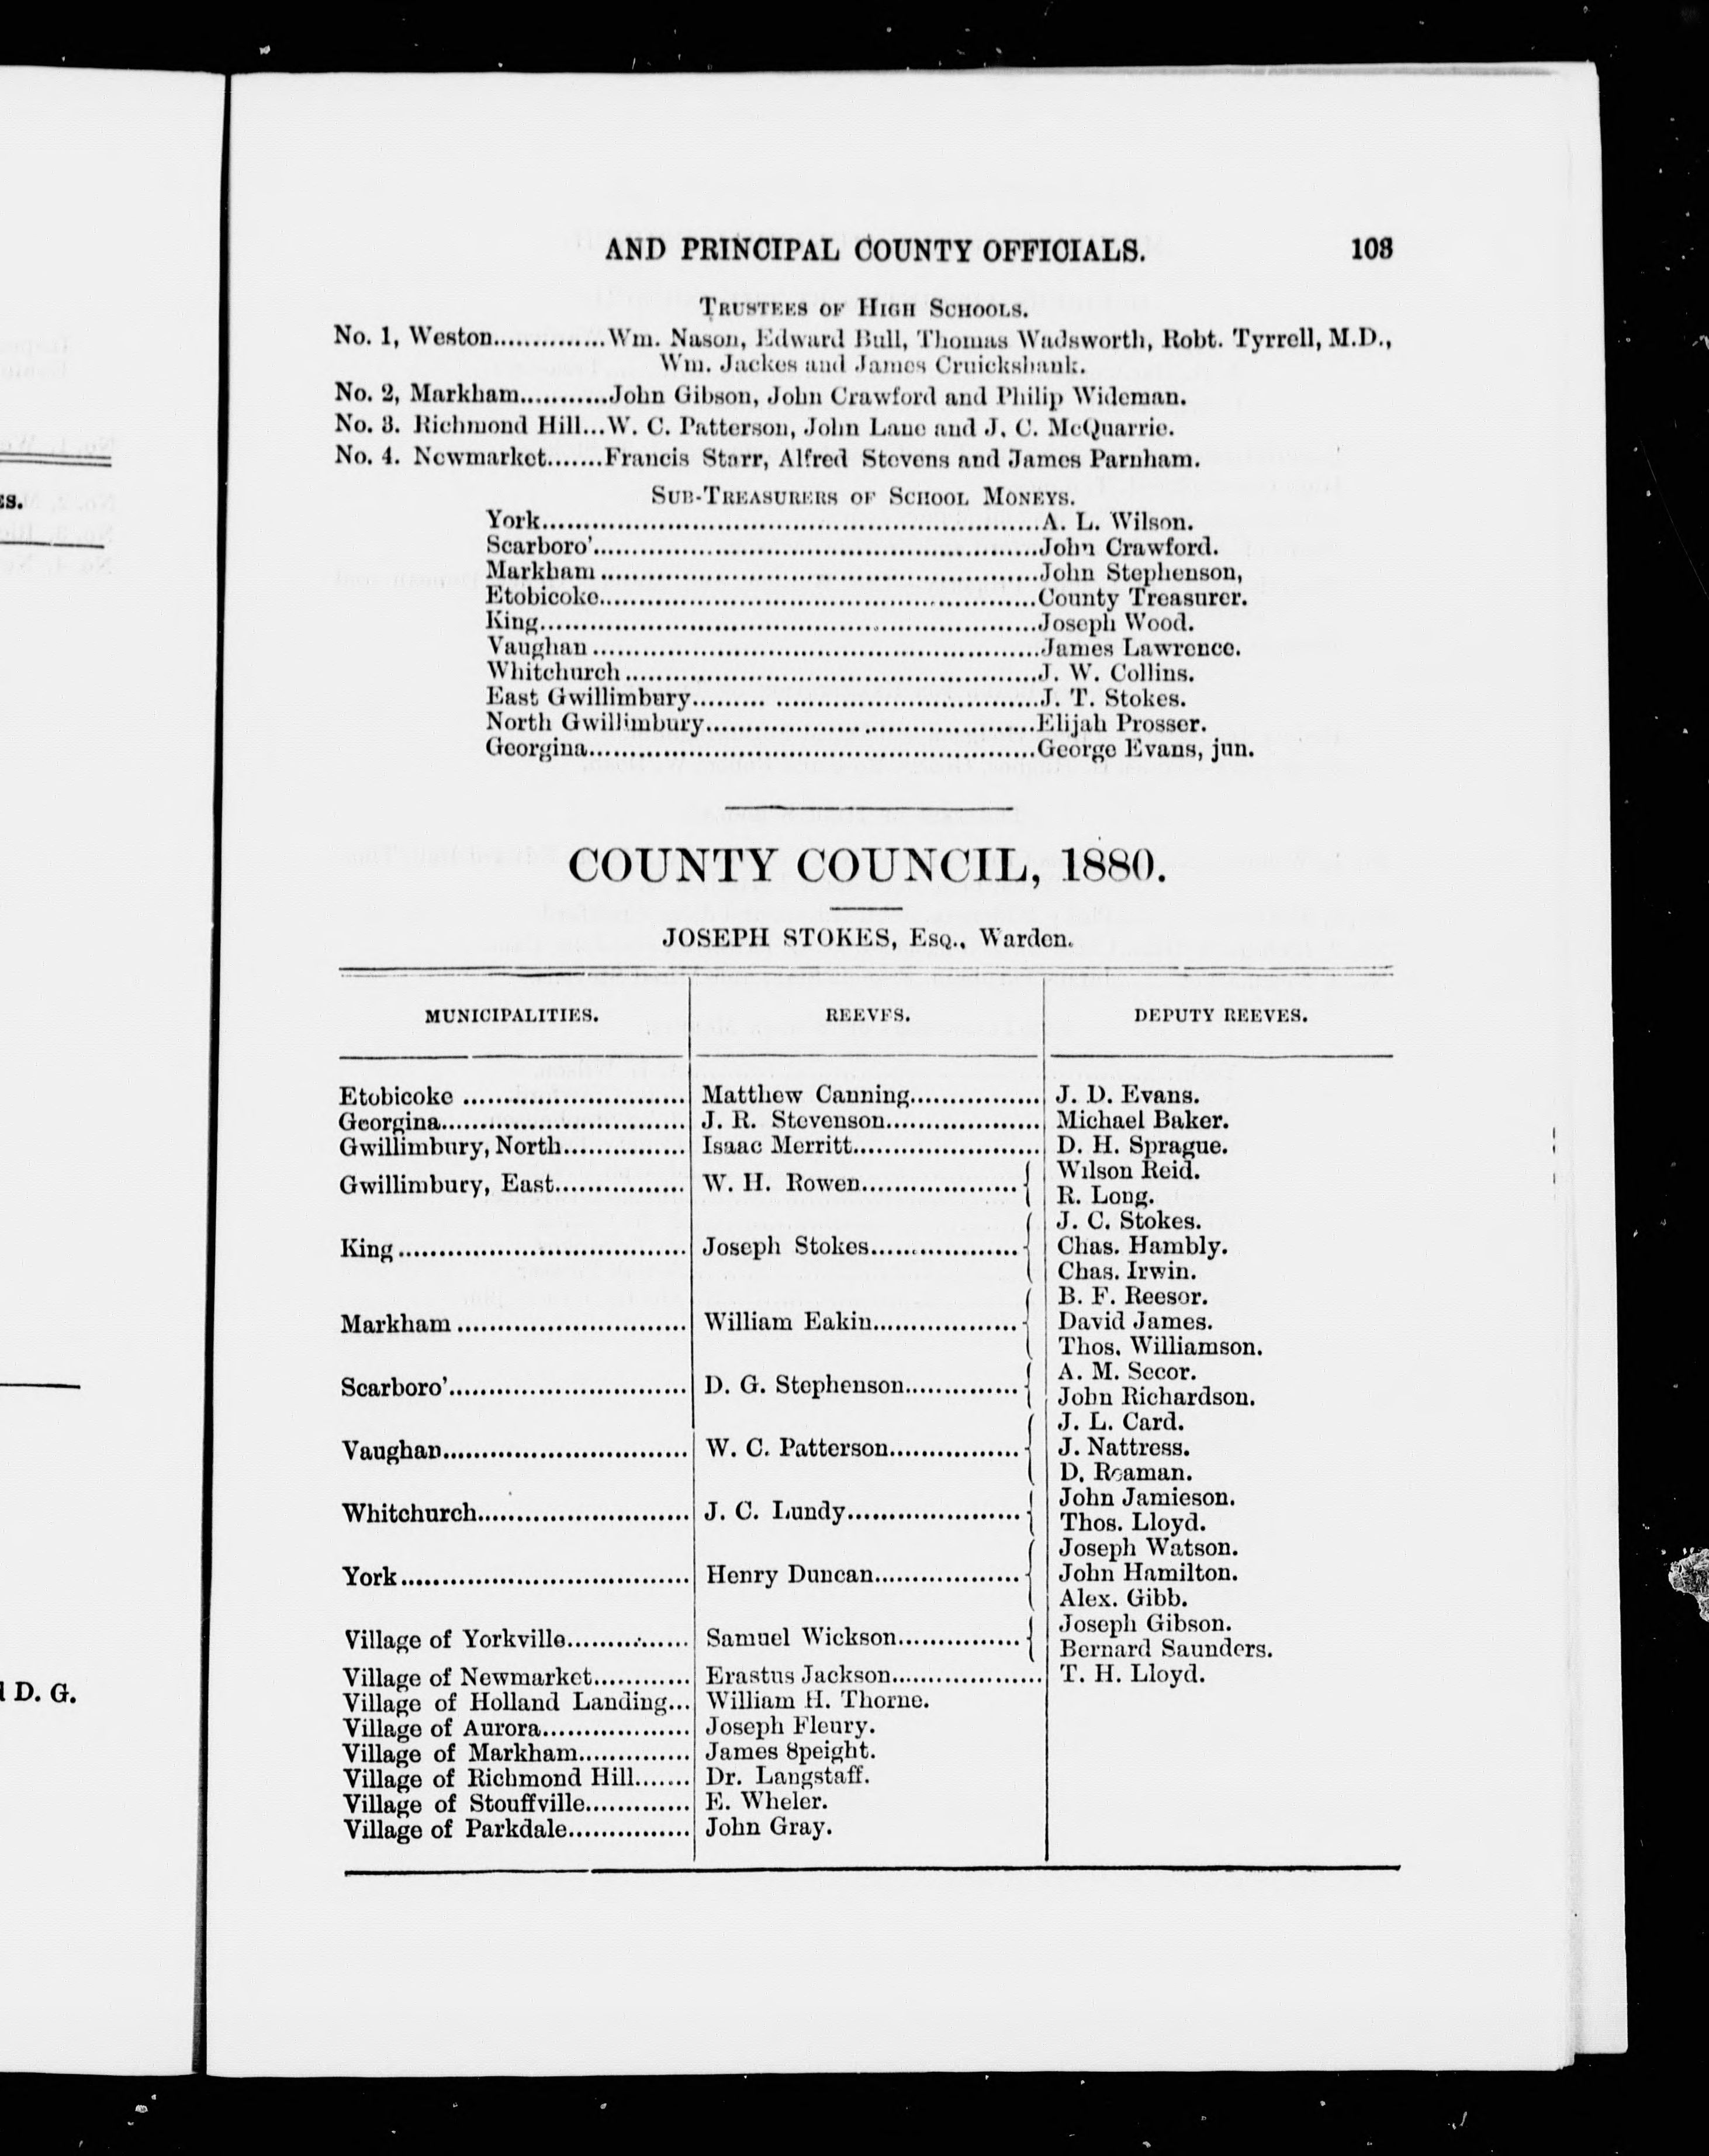 AND PRINCIPAL COUNTY OFFICIALS. 103
TRUSTEES OF HIGH SCHOOLS.
No. 1, Weston..............Wm. Nason, Edward Bull, Thomas Wadsworth, Robt. Tyrrell, M.D.,
Wm. Jackes and James Cruickshank.
No. 2, Markham...........John Gibson, John Crawford and Philip Wideman.
No. 3. Richmond Hill...W. C. Patterson, John Lane and J. C. McQuarrie.
No. 4. Newmarket.......Francis Starr, Alfred Stevens and James Parnham.
SUB-TREASURERS OF SCHOOL MONEYS.
York..............................A. L. Wilson.
Scarboro'..............................John Crawford.
Markham..............................John Stephenson,
Etobicoke..............................County Treasurer.
King..............................Joseph Wood.
Vaughan..............................James Lawrence.
Whitchurch..............................J. W. Collins.
East Gwillimbury..............................J. T. Stokes.
North Gwillimbury..............................Elijah Prosser.
Georgina..............................George Evans, jun.
COUNTY COUNCIL, 1880.
JOSEPH STOKES, ESQ., Warden.
MUNICIPALITIES. REEVES. DEPUTY REEVES.
Etobicoke .............. Matthew Canning.............. J. D. Evans.
Georgina.............. J. R. Stevenson.............. Michael Baker.
Gwillimbury, North.............. Isaac Merritt.............. D. H. Sprague.
Wilson Reid.
Gwillimbury, East.............. W. H. Rowen..............
R. Long.
J. C. Stokes.
King.............. Joseph Stokes.............. Chas. Hambly.
Chas. Irwin.
B. F. Reesor.
Markham.............. William Eakin.............. David James.
Thos. Williamson.
A. M. Secor.
Scarboro'.............. D. G. Stephenson..............
John Richardson.
J. L. Card.
Vaughan.............. W. C. Patterson.............. J. Nattress.
D. Reaman.
John Jamieson.
Whitchurch.............. J. C. Lundy..............
Thos. Lloyd.
Joseph Watson.
York.............. Henry Duncan.............. John Hamilton.
Alex. Gibb.
Joseph Gibson.
Village of Yorkville.............. Samuel Wickson..............
Bernard Saunders.
Village of Newmarket............ Erastus Jackson.............. T. H. Lloyd.
Village of Holland Landing... William H. Thorne.
Village of Aurora.............. Joseph Fleury.
Village of Markham.............. James Speight.
Village of Richmond Hill....... Dr. Langstaff.
Village of Stouffville............. E. Wheler.
Village of Parkdale............... John Gray.
D. G.